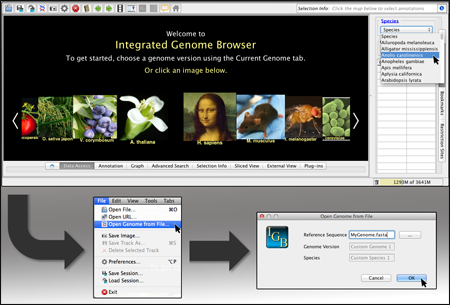 Selection Info: Click the map below to select annotations
Welcome to
Integrated Genome Browser
To get started, choose a genome version using the Current Genome tab.
Or click an image below.
D. sativa japonica
V. corymbosum
A. thaliana
H. sapiens
M. musculus
melanogaster
Species
Species
Species
Ailuropoda melanoleuca
Alligator mississippiensis
Anolis carolinensis
Anopheles gambiae
Apis mellifera
Aplysia californica
Arabidopsis lyrata
Bookmarks
Restriction Sites
Data Access Annotation Graph Advanced Search Selection Info Sliced View External View Plug-ins
1293M of 3641M
File Edit View Tools Tabs
Open File... ⌘O
Open URL...
Open Genome from File...
Save Image...
Save Track As... ⌘S
Delete Selected Track
Preferences... ⌥⌘P
Save Session...
Load Session...
Exit
Open Genome from File
IGB
Reference Sequence MyGenome.fasta ...
Genome Version Custom Genome 1
Species Custom Species 1
Cancel OK